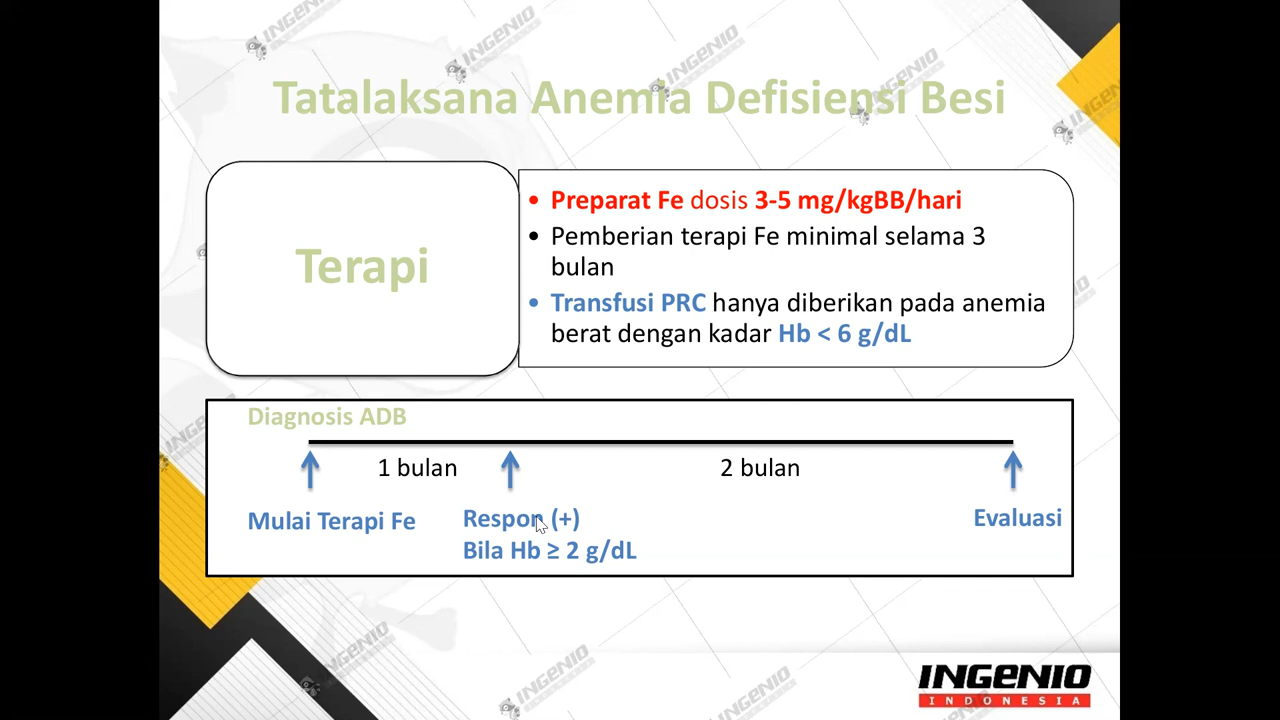 Tatalaksana Anemia Defisiensi Besi
Terapi
• Preparat Fe dosis 3-5 mg/kgBB/hari
• Pemberian terapi Fe minimal selama 3
bulan
• Transfusi PRC hanya diberikan pada anemia
berat dengan kadar Hb < 6 g/dL
Diagnosis ADB
1 bulan
2 bulan
Mulai Terapi Fe
Respon (+)
Bila Hb ≥ 2 g/dL
Evaluasi
INGENIO
INDONESIA